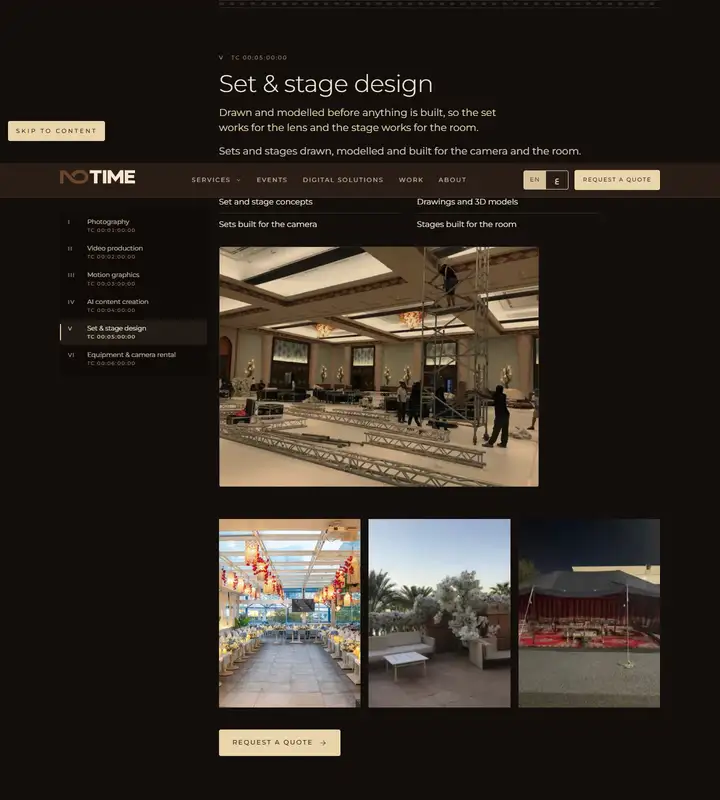 V TC 00:05:00:00
Set & stage design
Drawn and modelled before anything is built, so the set
works for the lens and the stage works for the room.
SKIP TO CONTENT
Sets and stages drawn, modelled and built for the camera and the room.
NOTIME
SERVICES
EVENTS
DIGITAL SOLUTIONS
WORK
ABOUT
EN
REQUEST A QUOTE
Set and stage concepts
Drawings and 3D models
Sets built for the camera
Stages built for the room
I Photography
TC 00:01:00:00
II Video production
TC 00:02:00:00
III Motion graphics
TC 00:03:00:00
IV AI content creation
TC 00:04:00:00
V Set & stage design
TC 00:05:00:00
VI Equipment & camera rental
TC 00:06:00:00
REQUEST A QUOTE →